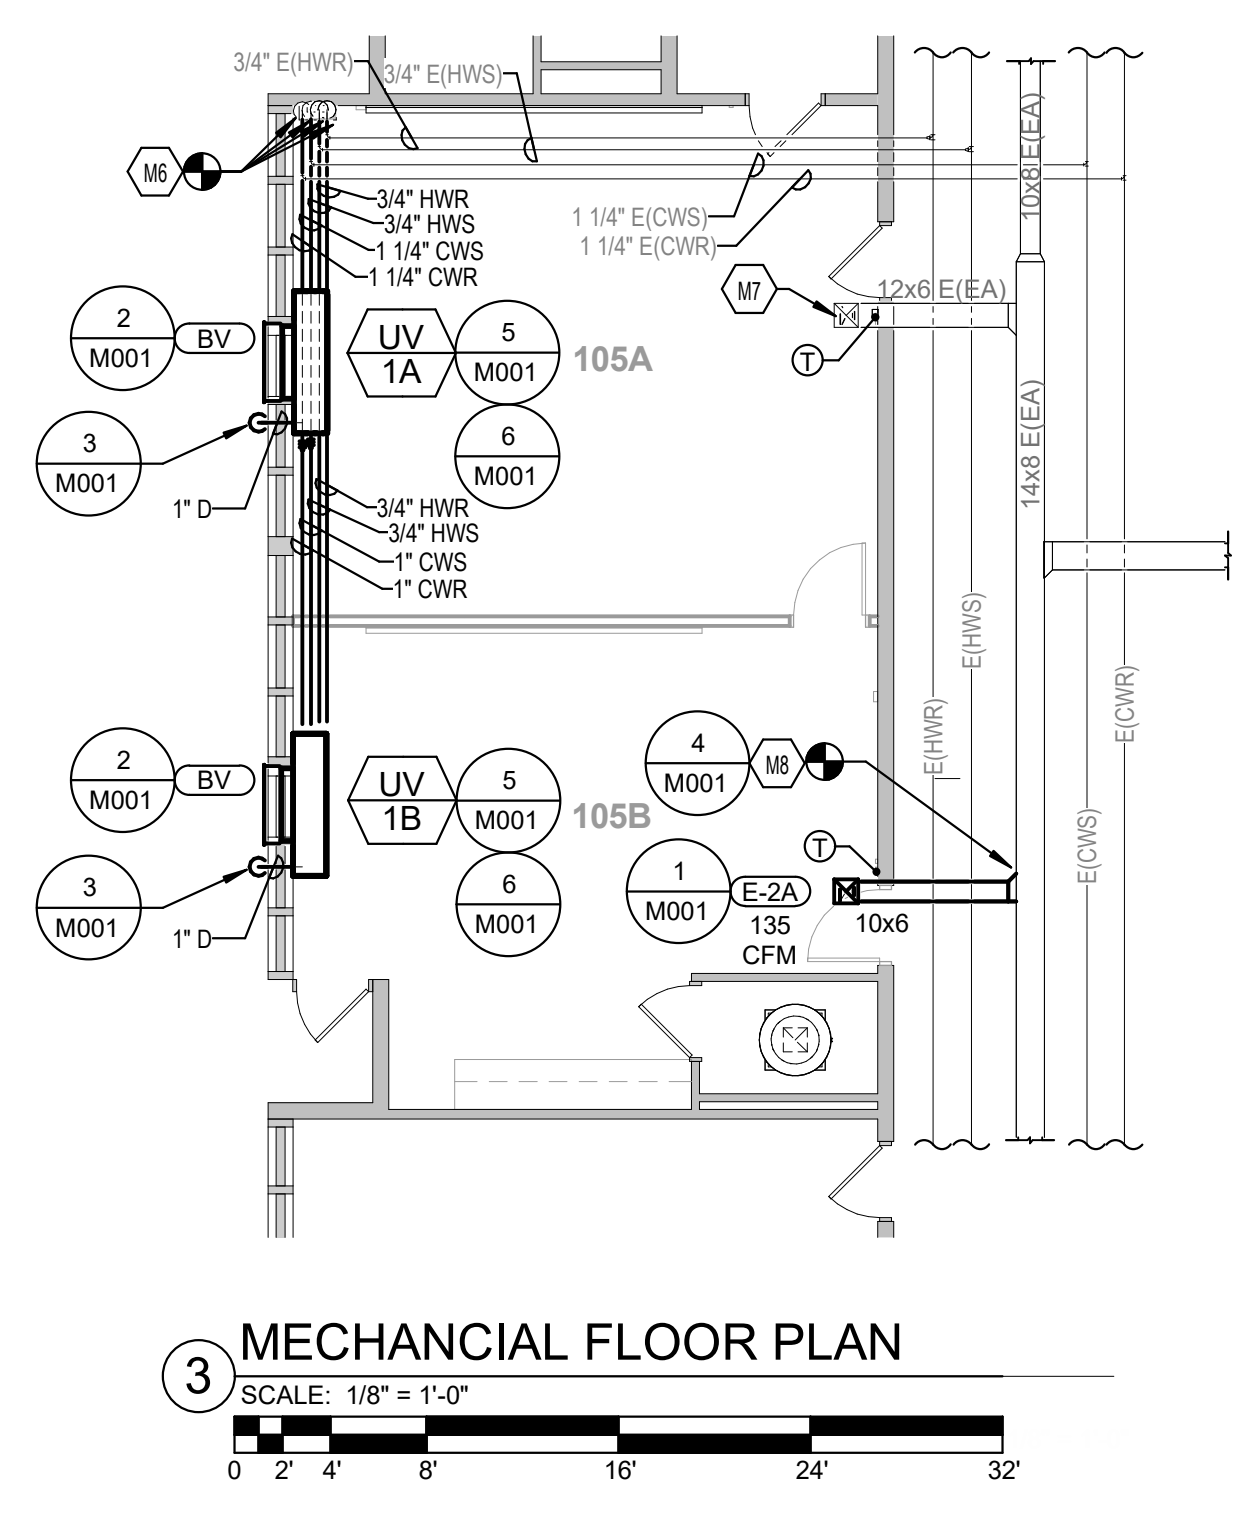 3/4" E(HWR)
3/4" E(HWS)
10x8 E(EA)
M6
3/4" HWR
3/4" HWS
1 1/4" CWS
1 1/4" CWR
1 1/4" E(CWS)
1 1/4" E(CWR)
M7
12x6 E(EA)
2
M001
BV
UV
1A
5
M001
105A
T
6
M001
3
M001
1" D
14x8 E(EA)
3/4" HWR
3/4" HWS
1" CWS
1" CWR
E(HWS)
E(HWR)
E(CWR)
E(CWS)
2
M001
BV
UV
1B
5
M001
105B
4
M001
M8
T
6
M001
3
M001
1" D
1
M001
E-2A
135
CFM
10x6
3
MECHANCIAL FLOOR PLAN
SCALE: 1/8" = 1'-0"
0 2' 4' 8' 16' 24' 32'